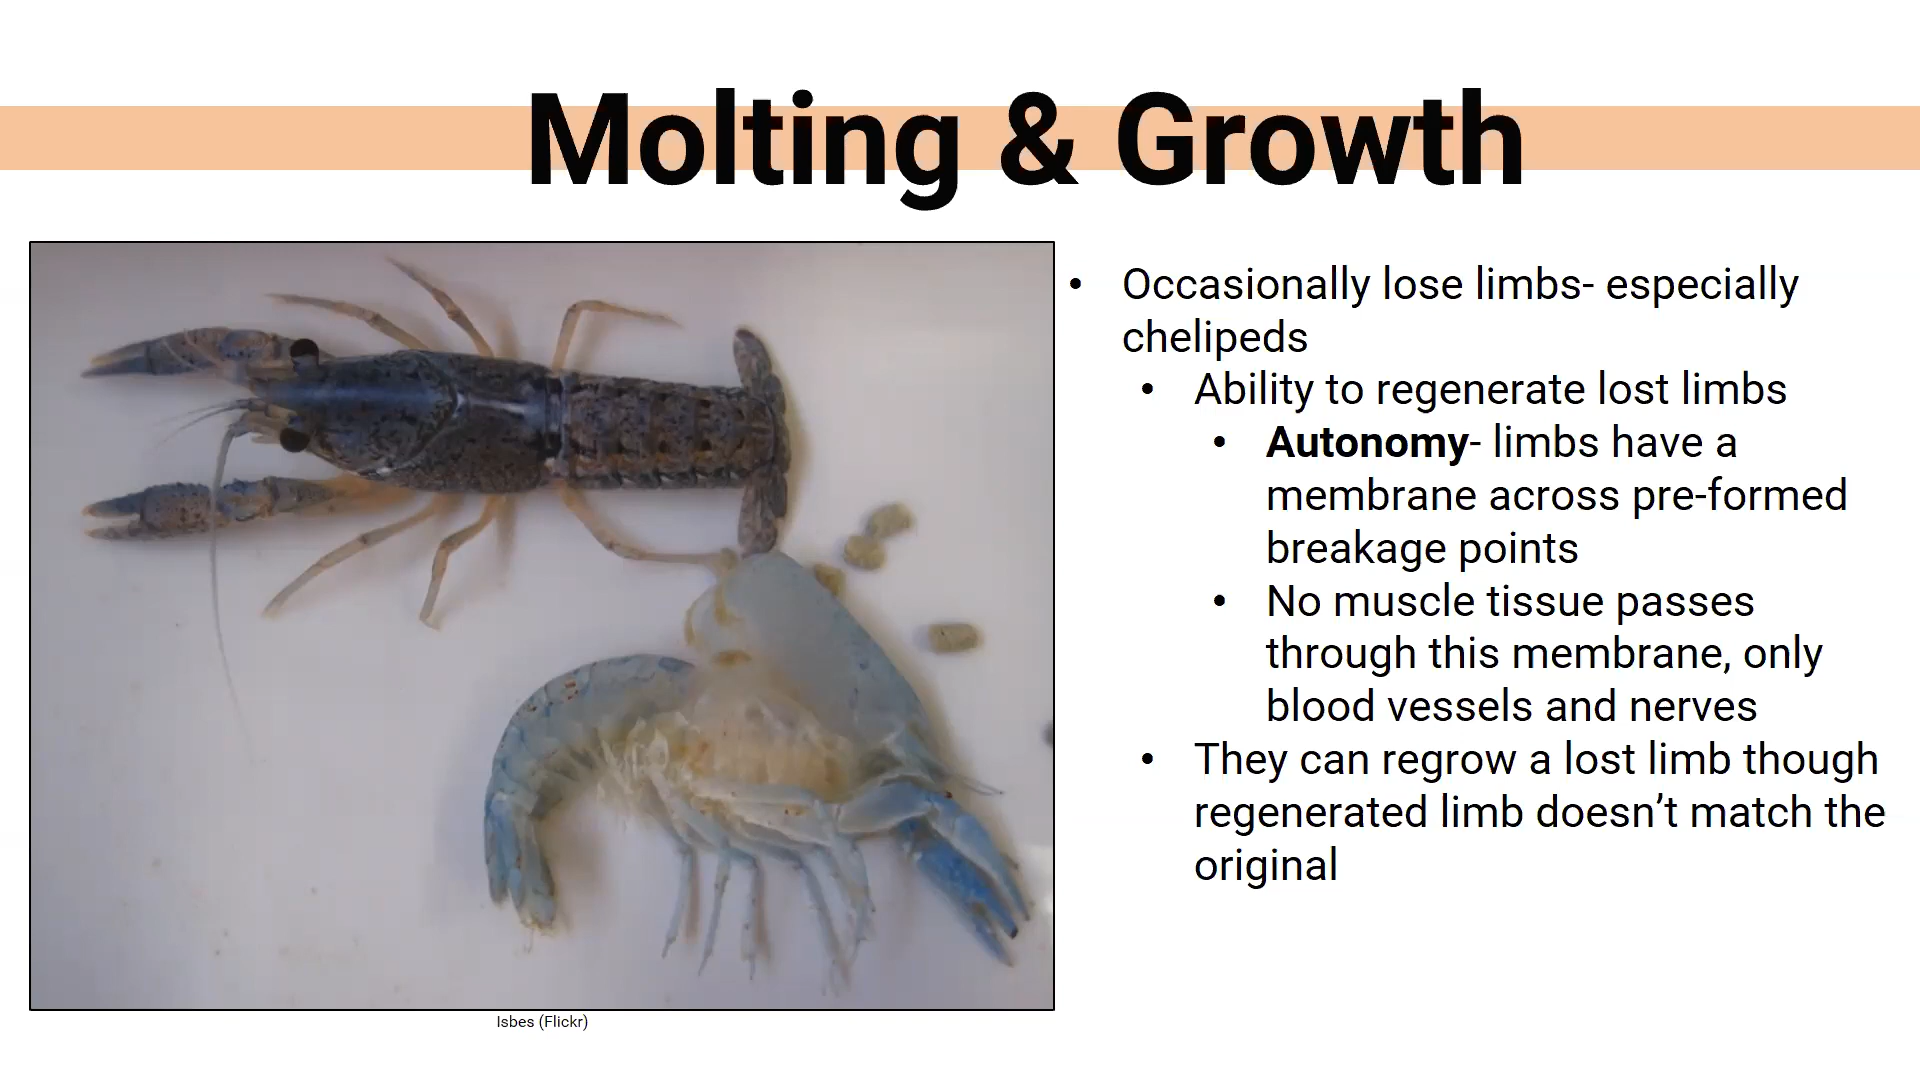 Molting & Growth
• Occasionally lose limbs- especially
chelipeds
• Ability to regenerate lost limbs
• Autonomy- limbs have a
membrane across pre-formed
breakage points
• No muscle tissue passes
through this membrane, only
blood vessels and nerves
• They can regrow a lost limb though
regenerated limb doesn’t match the
original
Isbes (Flickr)